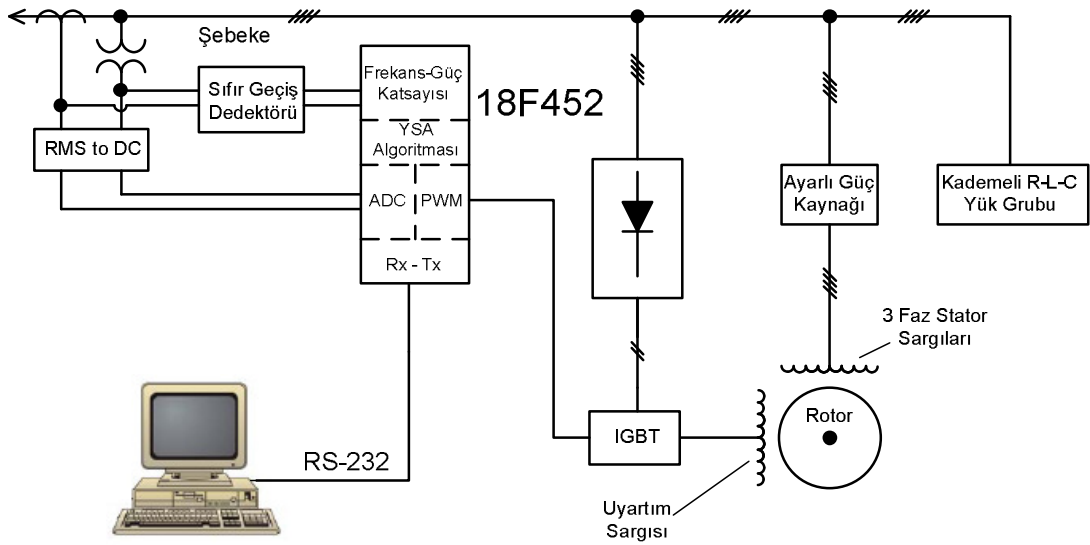 Şebeke
Sıfır Geçiş
Dedektörü
RMS to DC
Frekans-Güç
Katsayısı
18F452
YSA
Algoritması
ADC
PWM
Rx - Tx
Ayarlı Güç
Kaynağı
Kademeli R-L-C
Yük Grubu
3 Faz Stator
Sargıları
Rotor
IGBT
RS-232
Uyartım
Sargısı